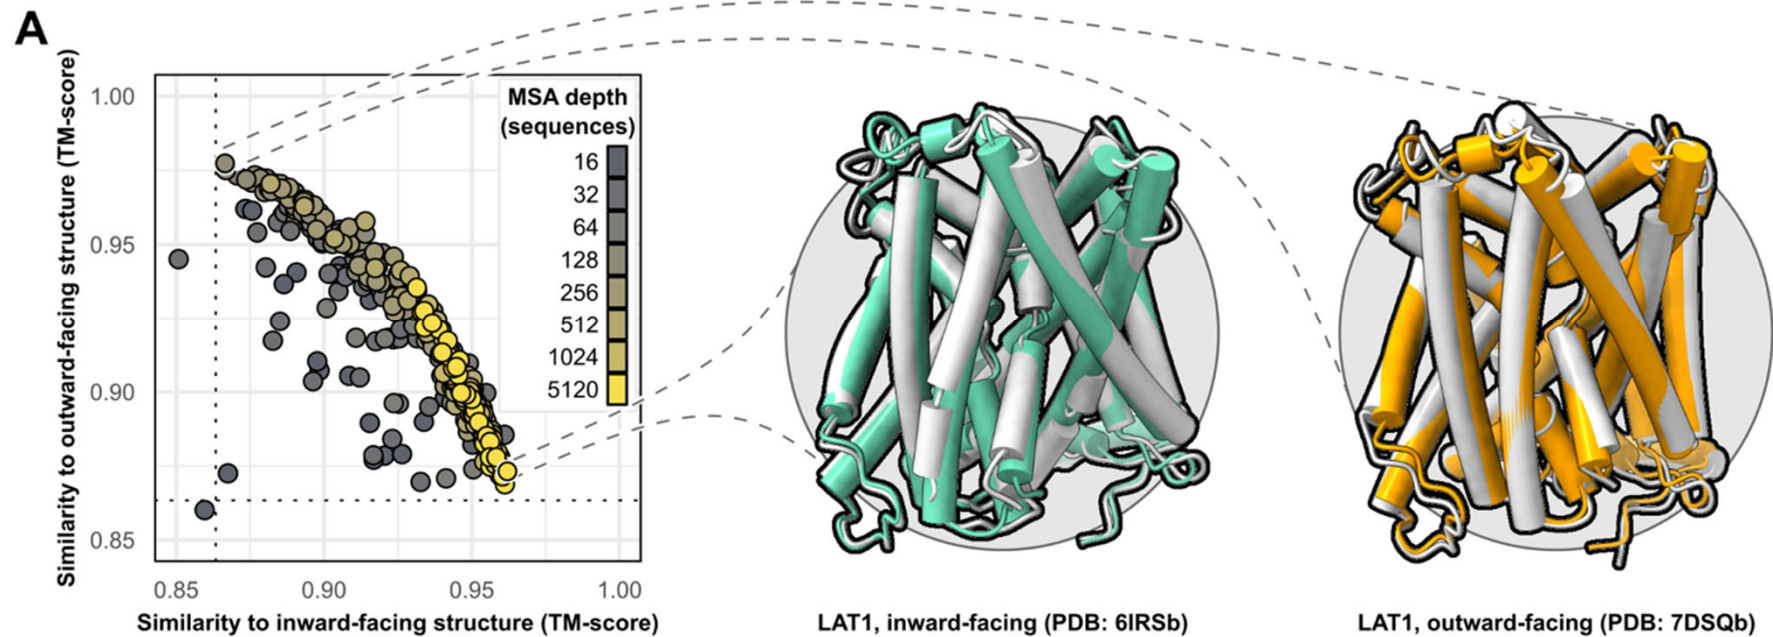 A
Similarity to outward-facing structure (TM-score)
1.00
0.95
0.90
0.85
MSA depth
(sequences)
16
32
64
128
256
512
1024
5120
0.85 0.90 0.95 1.00
Similarity to inward-facing structure (TM-score)
LAT1, inward-facing (PDB: 6IRSb)
LAT1, outward-facing (PDB: 7DSQb)